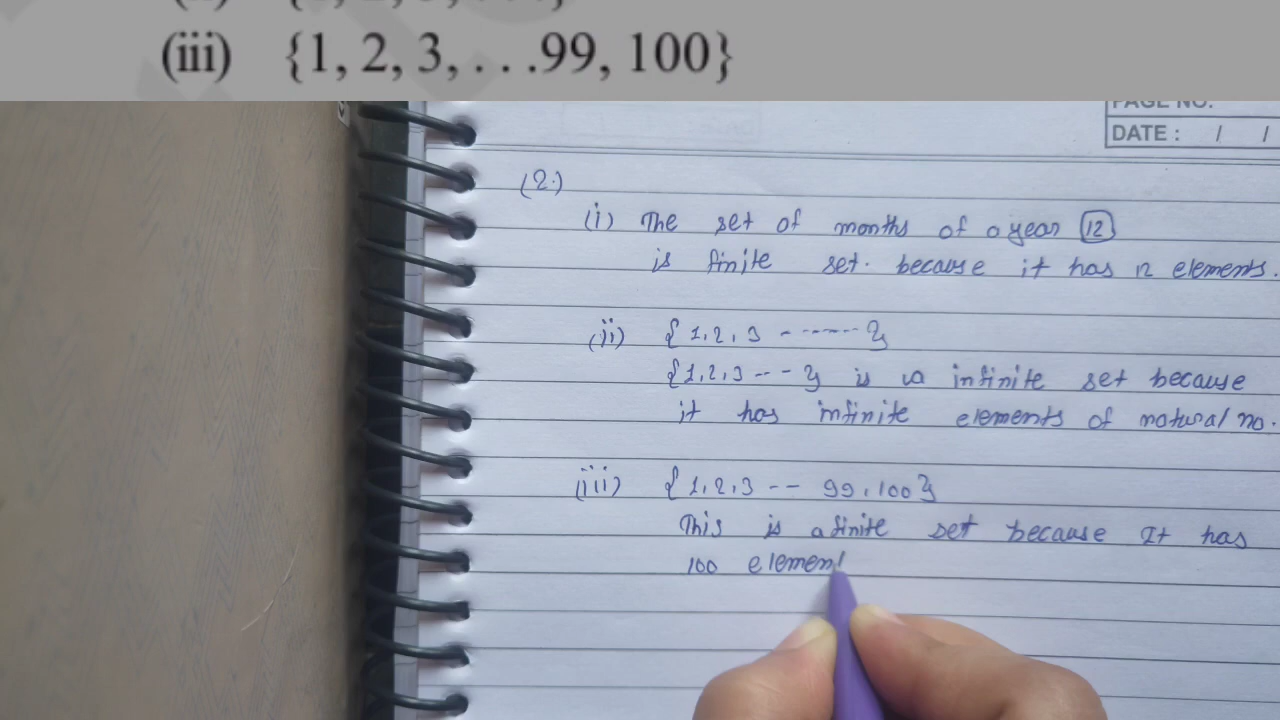 (iii) {1, 2, 3, . . .99, 100}
PAGE NO.
DATE : / /
(2.)
(i) The set of months of a year 12
is finite set. because it has 12 elements.
(ii) { 1, 2, 3 ------- }
{1, 2, 3 --- } is a infinite set because
it has infinite elements of natural no.
(iii) { 1, 2, 3 -- 99, 100 }
This is a finite set because It has
100 element